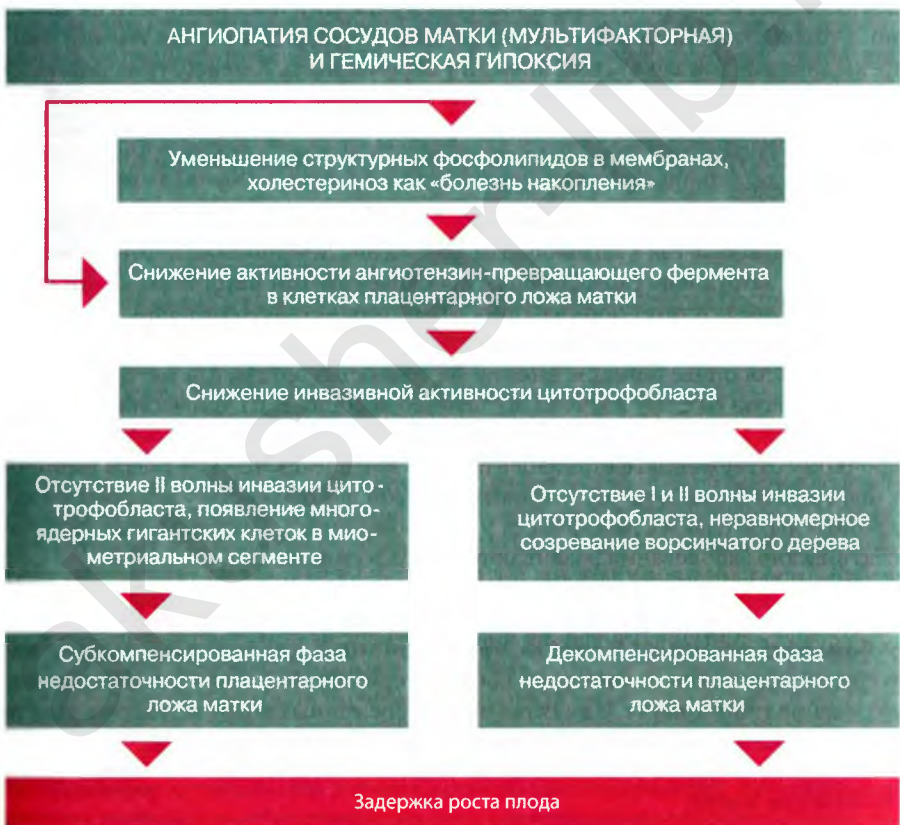 АНГИОПАТИЯ СОСУДОВ МАТКИ (МУЛЬТИФАКТОРНАЯ)
И ГЕМИЧЕСКАЯ ГИПОКСИЯ
Уменьшение структурных фосфолипидов в мембранах,
холестериноз как «болезнь накопления»
Снижение активности ангиотензин-превращающего фермента
в клетках плацентарного ложа матки
Снижение инвазивной активности цитотрофобласта
Отсутствие II волны инвазии цито-
трофобласта, появление много-
ядерных гигантских клеток в мио-
метриальном сегменте
Отсутствие I и II волны инвазии
цитотрофобласта, неравномерное
созревание ворсинчатого дерева
Субкомпенсированная фаза
недостаточности плацентарного
ложа матки
Декомпенсированная фаза
недостаточности плацентарного
ложа матки
Задержка роста плода